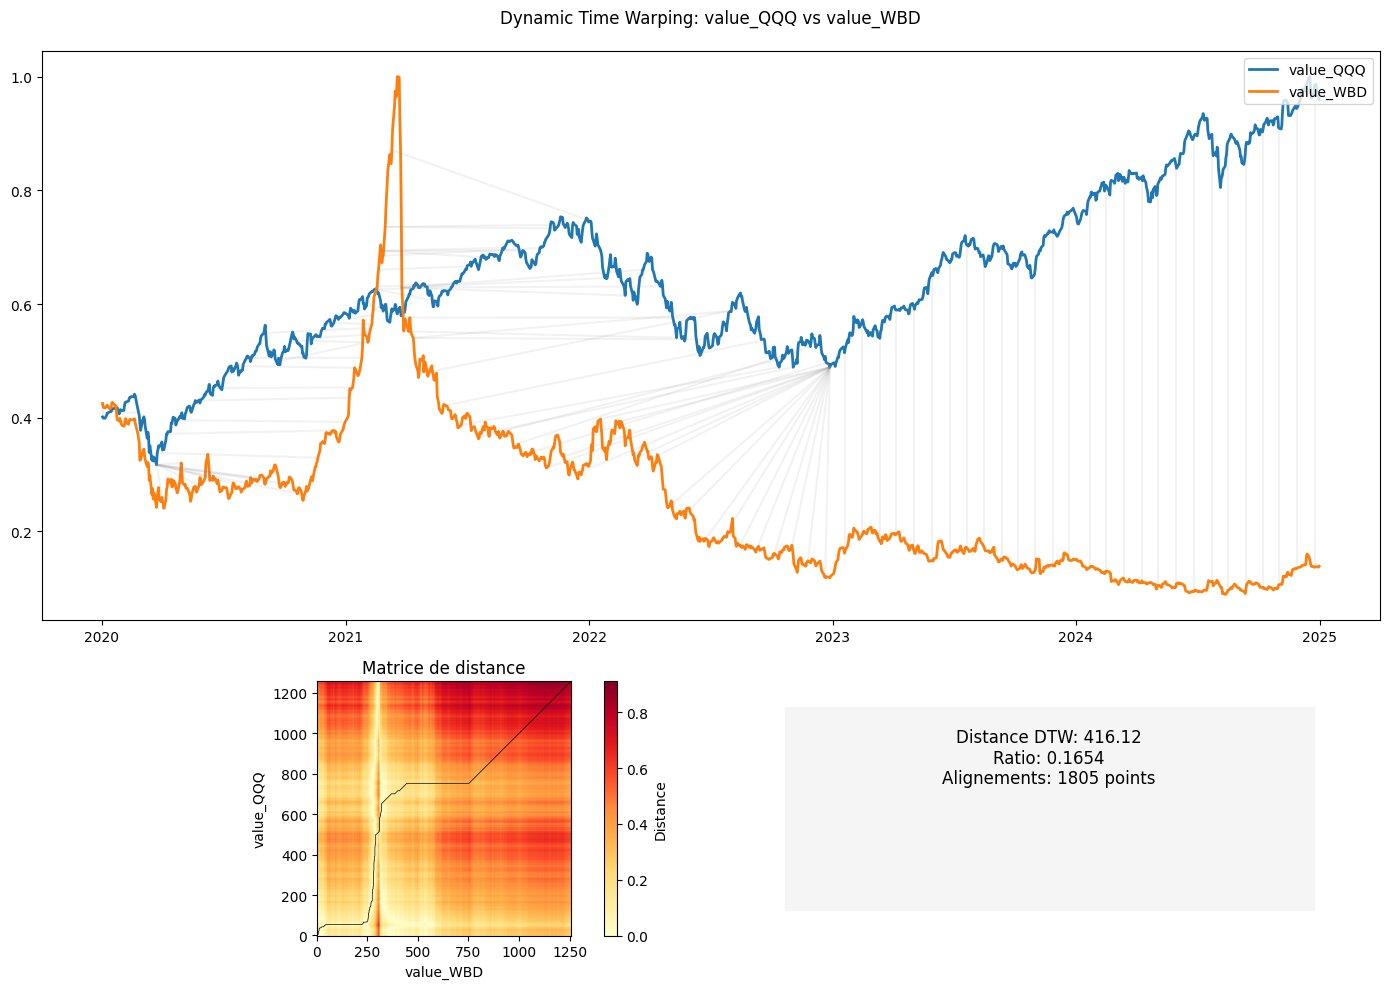 Dynamic Time Warping: value_QQQ vs value_WBD
value_QQQ
value_WBD
1.0
0.8
0.6
0.4
0.2
2020 2021 2022 2023 2024 2025
Matrice de distance
value_QQQ
1200
1000
800
600
400
200
0
0 250 500 750 1000 1250
value_WBD
0.8
0.6
0.4
0.2
0.0
Distance
Distance DTW: 416.12
Ratio: 0.1654
Alignements: 1805 points